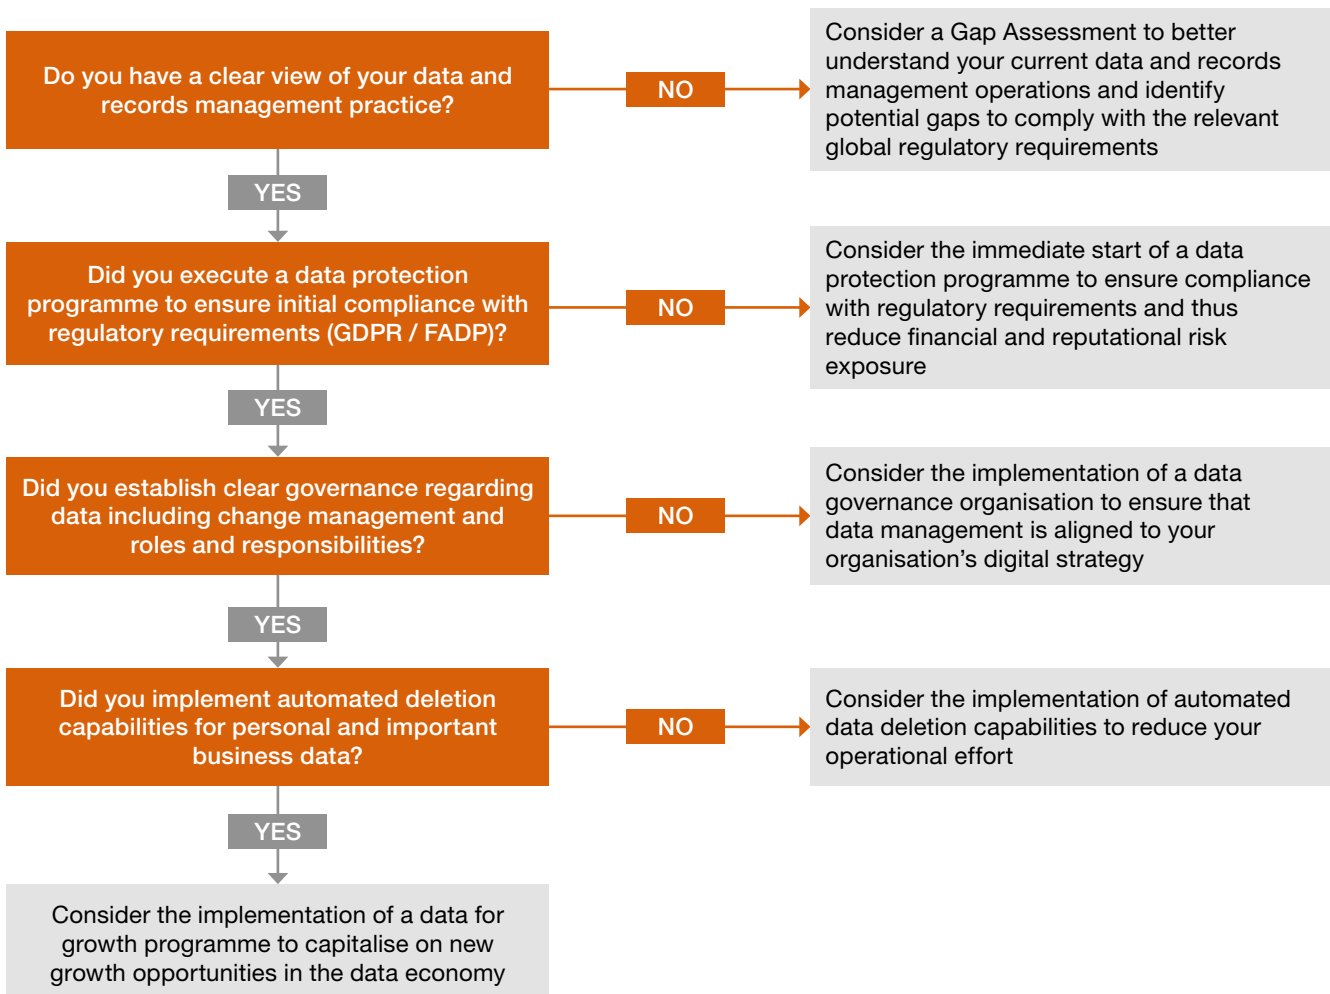 Do you have a clear view of your data and
records management practice?
NO
Consider a Gap Assessment to better
understand your current data and records
management operations and identify
potential gaps to comply with the relevant
global regulatory requirements
YES
Did you execute a data protection
programme to ensure initial compliance with
regulatory requirements (GDPR / FADP)?
NO
Consider the immediate start of a data
protection programme to ensure compliance
with regulatory requirements and thus
reduce financial and reputational risk
exposure
YES
Did you establish clear governance regarding
data including change management and
roles and responsibilities?
NO
Consider the implementation of a data
governance organisation to ensure that
data management is aligned to your
organisation’s digital strategy
YES
Did you implement automated deletion
capabilities for personal and important
business data?
NO
Consider the implementation of automated
data deletion capabilities to reduce your
operational effort
YES
Consider the implementation of a data for
growth programme to capitalise on new
growth opportunities in the data economy